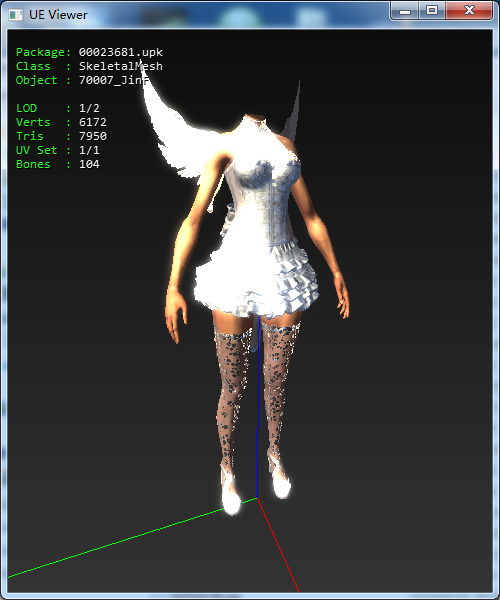 UE Viewer
Package: 00023681.upk
Class : SkeletalMesh
Object : 70007_Jin
LOD : 1/2
Verts : 6172
Tris : 7950
UV Set : 1/1
Bones : 104